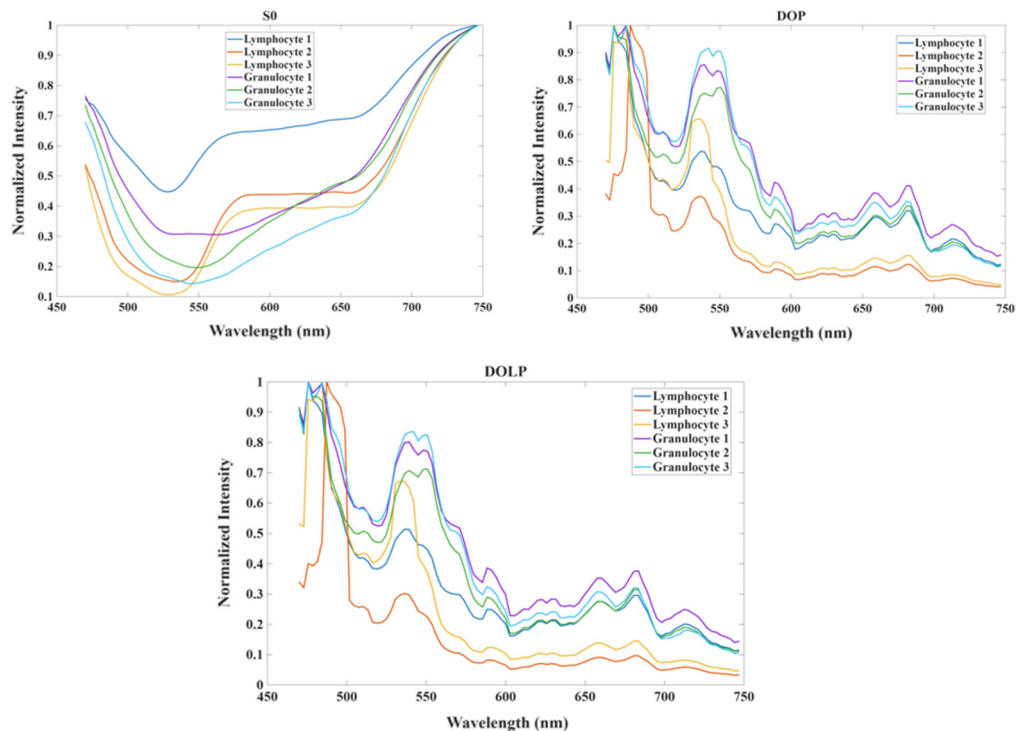 S0
Normalized Intensity
1
0.9
0.8
0.7
0.6
0.5
0.4
0.3
0.2
0.1
Lymphocyte 1
Lymphocyte 2
Lymphocyte 3
Granulocyte 1
Granulocyte 2
Granulocyte 3
450 500 550 600 650 700 750
Wavelength (nm)
DOP
Normalized Intensity
1
0.9
0.8
0.7
0.6
0.5
0.4
0.3
0.2
0.1
0
Lymphocyte 1
Lymphocyte 2
Lymphocyte 3
Granulocyte 1
Granulocyte 2
Granulocyte 3
450 500 550 600 650 700 750
Wavelength (nm)
DOLP
Normalized Intensity
1
0.9
0.8
0.7
0.6
0.5
0.4
0.3
0.2
0.1
0
Lymphocyte 1
Lymphocyte 2
Lymphocyte 3
Granulocyte 1
Granulocyte 2
Granulocyte 3
450 500 550 600 650 700 750
Wavelength (nm)